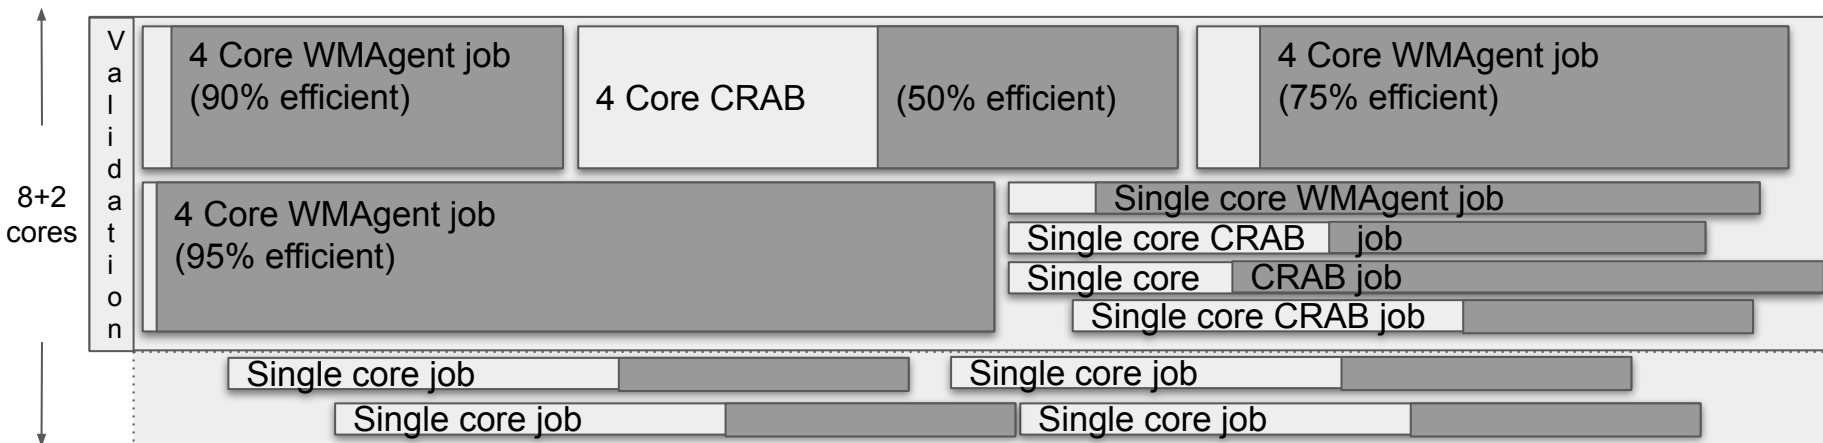 8+2
cores
Validation
4 Core WMAgent job
(90% efficient)
4 Core CRAB (50% efficient)
4 Core WMAgent job
(75% efficient)
4 Core WMAgent job
(95% efficient)
Single core WMAgent job
Single core CRAB job
Single core CRAB job
Single core CRAB job
Single core job
Single core job
Single core job
Single core job